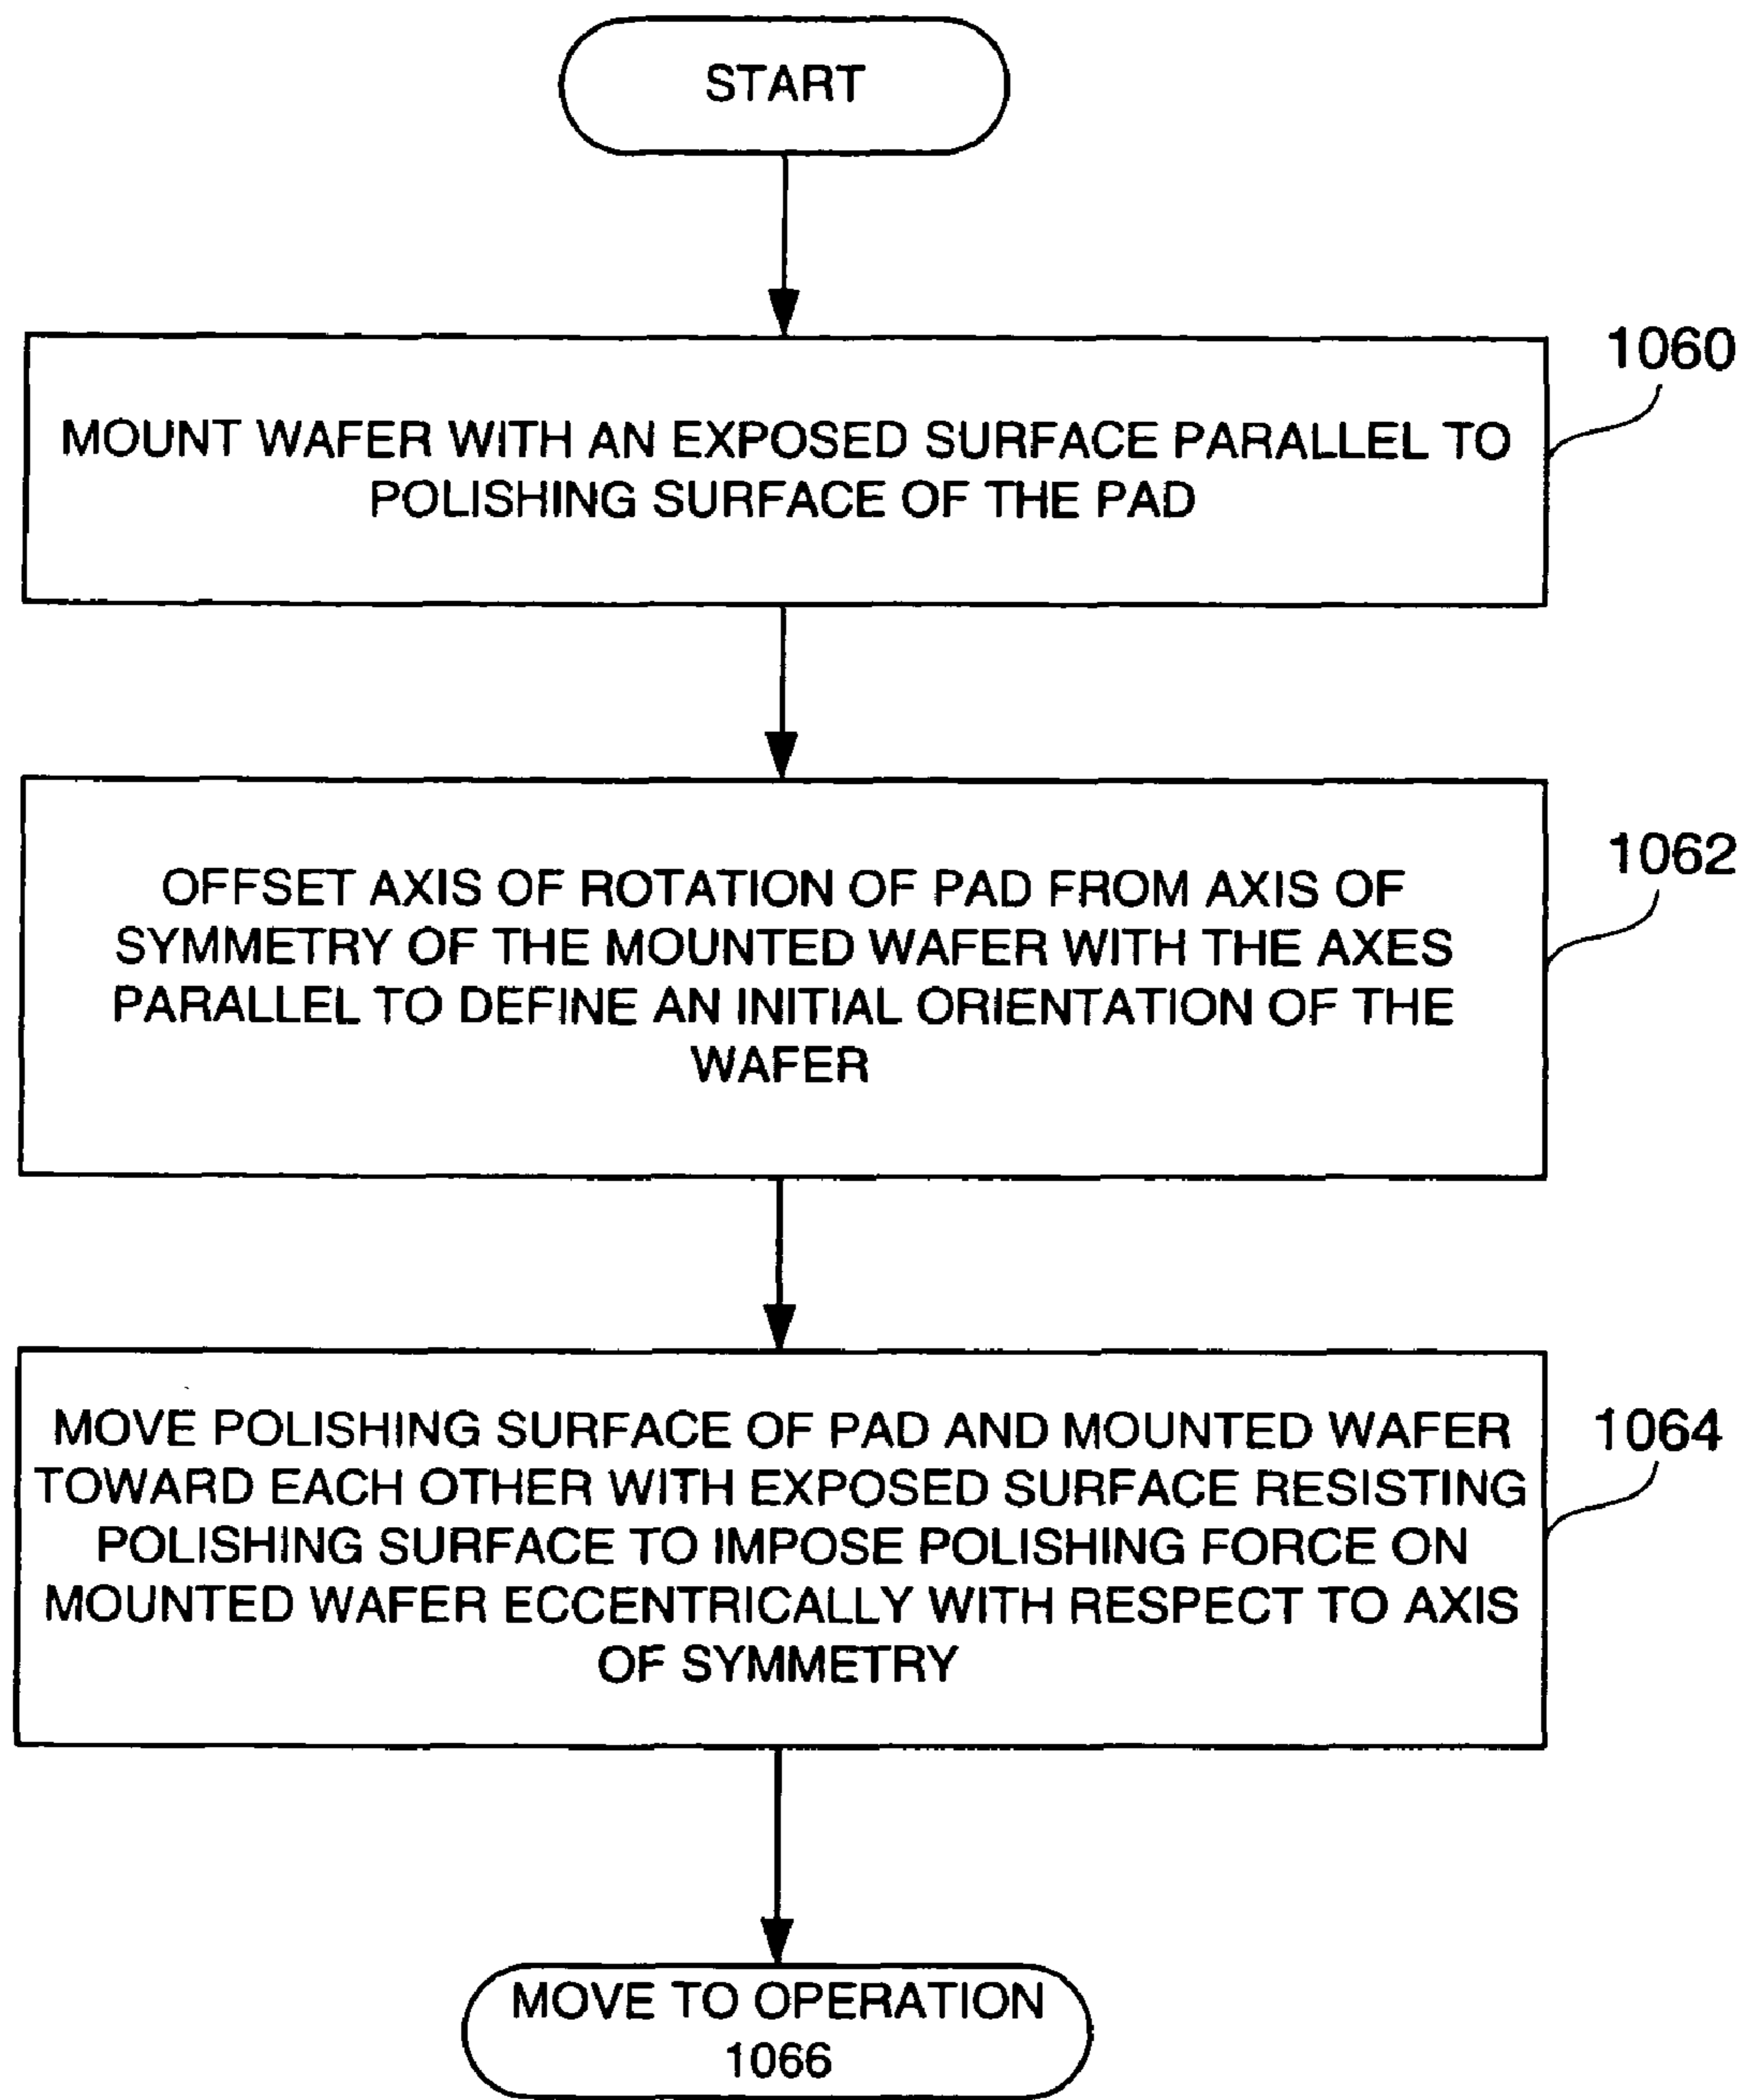 START
1060
MOUNT WAFER WITH AN EXPOSED SURFACE PARALLEL TO
POLISHING SURFACE OF THE PAD
1062
OFFSET AXIS OF ROTATION OF PAD FROM AXIS OF
SYMMETRY OF THE MOUNTED WAFER WITH THE AXES
PARALLEL TO DEFINE AN INITIAL ORIENTATION OF THE
WAFER
1064
MOVE POLISHING SURFACE OF PAD AND MOUNTED WAFER
TOWARD EACH OTHER WITH EXPOSED SURFACE RESISTING
POLISHING SURFACE TO IMPOSE POLISHING FORCE ON
MOUNTED WAFER ECCENTRICALLY WITH RESPECT TO AXIS
OF SYMMETRY
MOVE TO OPERATION
1066